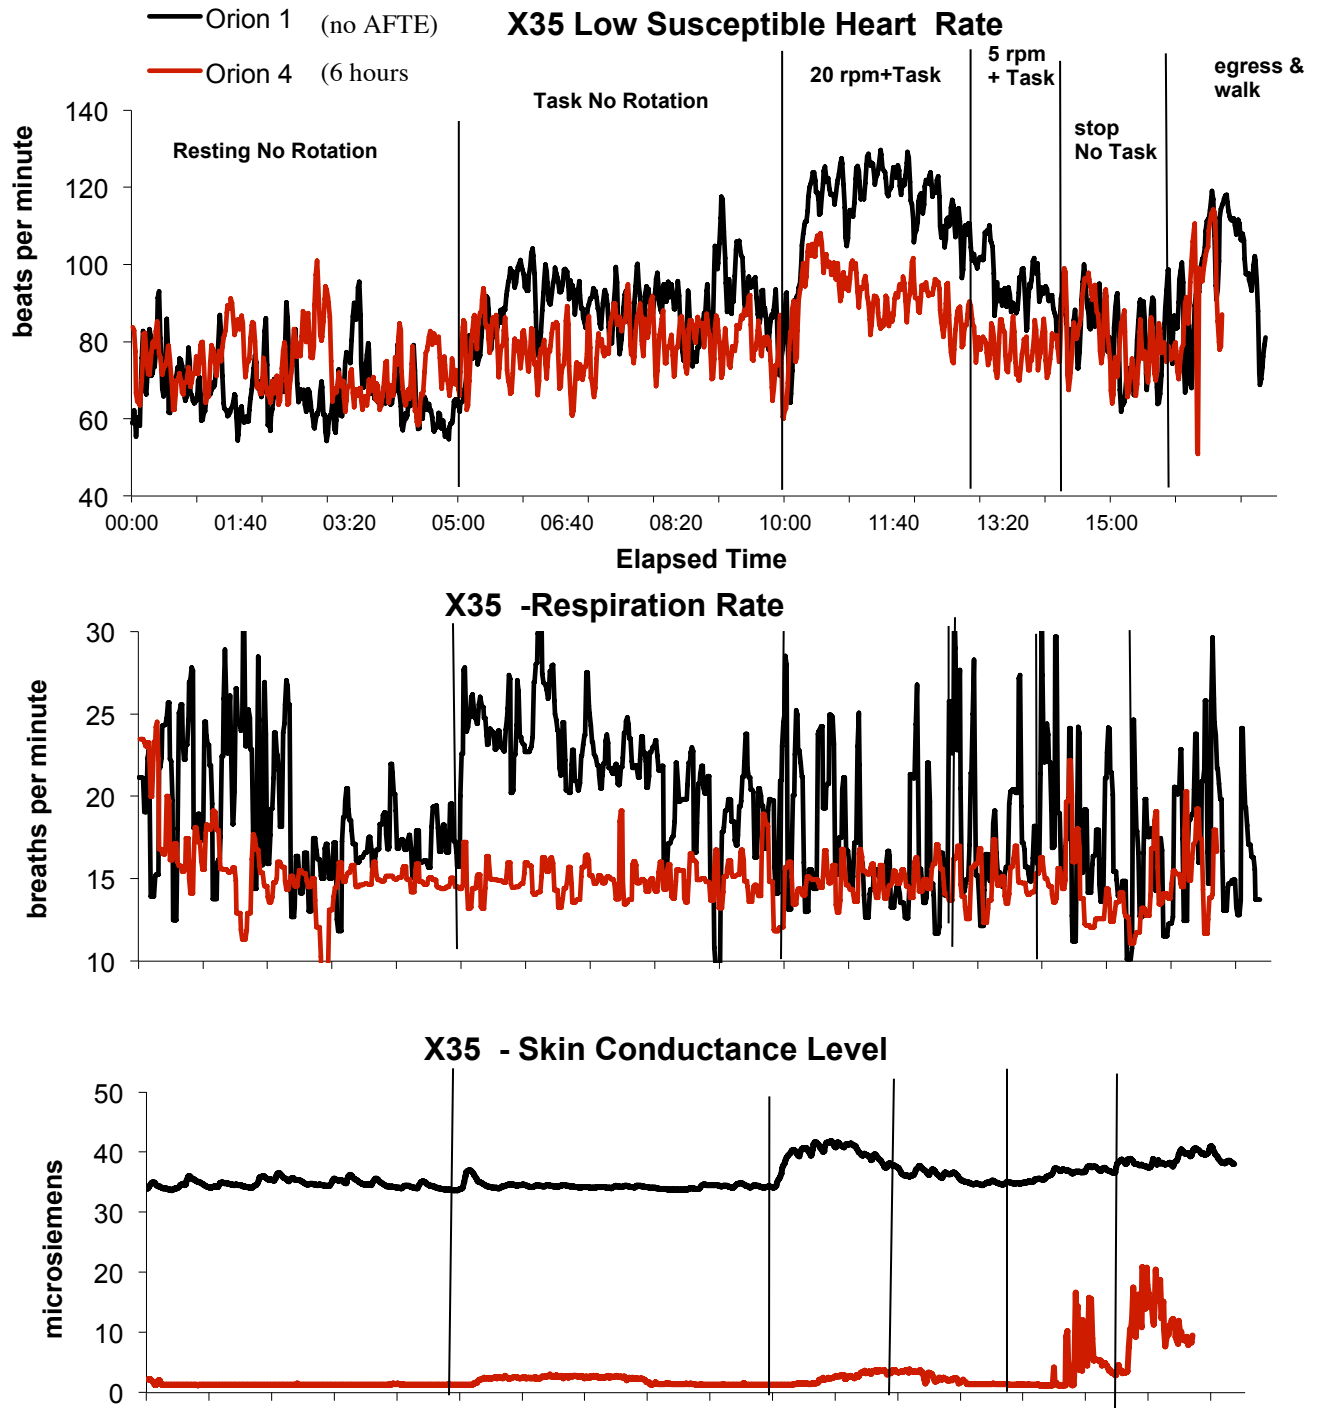 Orion 1 (no AFTE)
X35 Low Susceptible Heart Rate
Orion 4 (6 hours
Resting No Rotation
Task No Rotation
20 rpm+Task
5 rpm
+ Task
stop
No Task
egress &
walk
beats per minute
140
120
100
80
60
40
00:00 01:40 03:20 05:00 06:40 08:20 10:00 11:40 13:20 15:00
Elapsed Time
X35 -Respiration Rate
breaths per minute
30
25
20
15
10
X35 - Skin Conductance Level
microsiemens
50
40
30
20
10
0